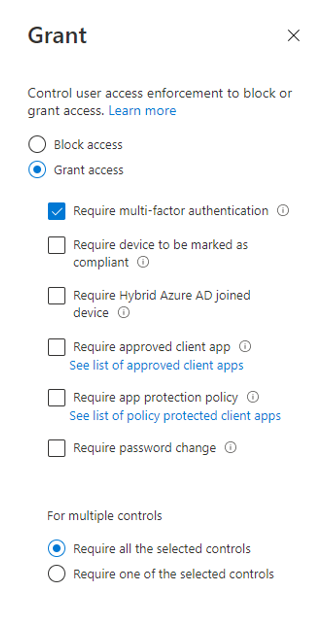 Grant
Control user access enforcement to block or
grant access. Learn more
Block access
Grant access
Require multi-factor authentication
Require device to be marked as
compliant
Require Hybrid Azure AD joined
device
Require approved client app
See list of approved client apps
Require app protection policy
See list of policy protected client apps
Require password change
For multiple controls
Require all the selected controls
Require one of the selected controls